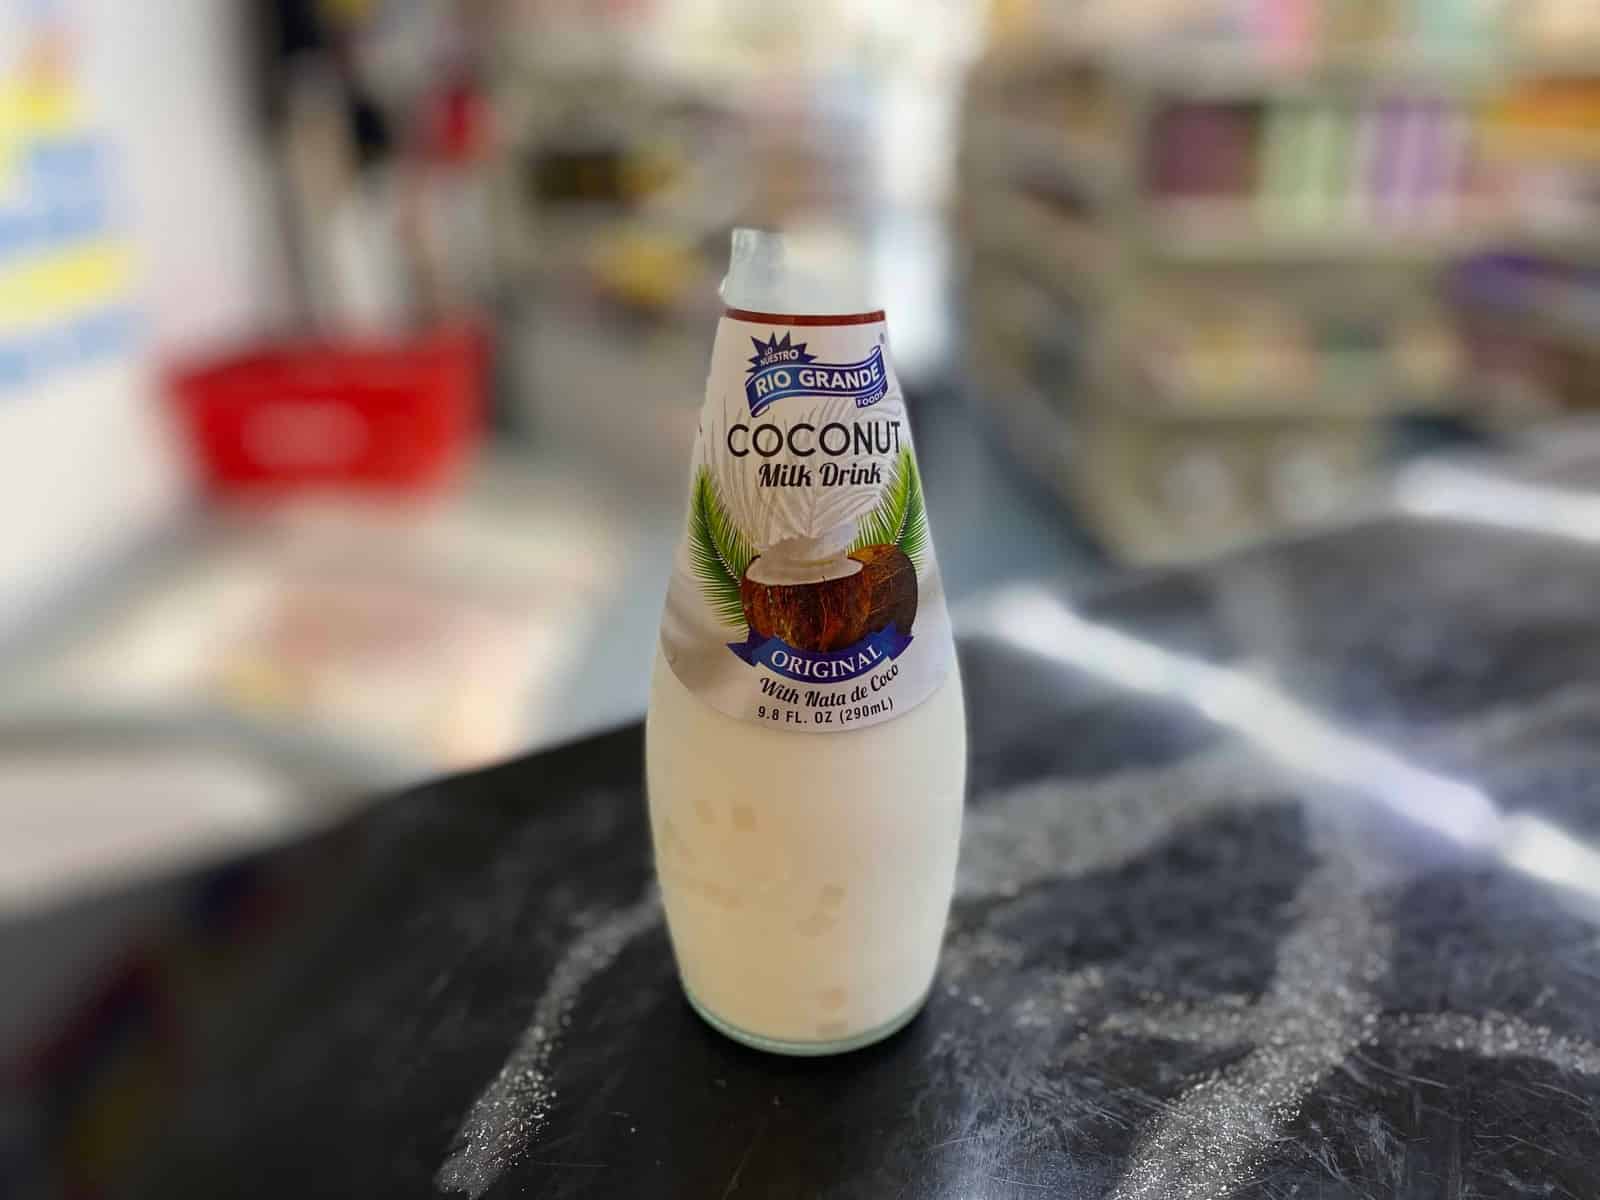 LO
NUESTRO
RIO GRANDE
FOODS
COCONUT
Milk Drink
ORIGINAL
With Nata de Coco
9.8 FL. OZ (290mL)